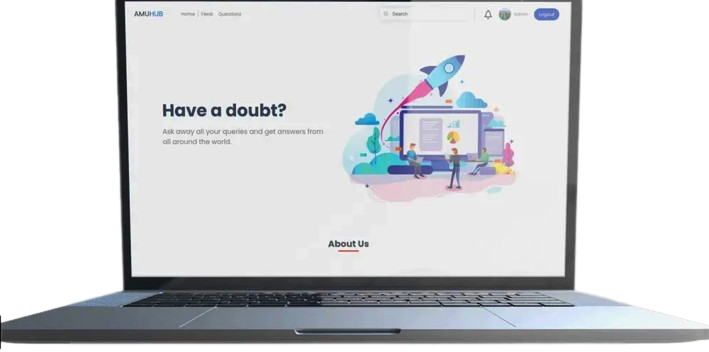 AMUHUB
Home Feed Questions
Search
admin
Logout
Have a doubt?
Ask away all your queries and get answers from
all around the world.
About Us